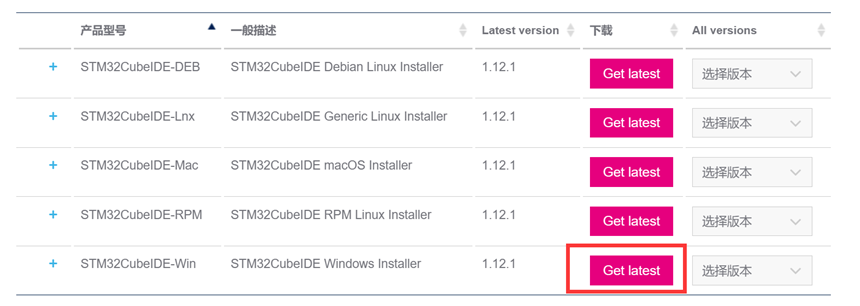 产品型号 一般描述 Latest version 下载 All versions
+ STM32CubeIDE-DEB STM32CubeIDE Debian Linux Installer 1.12.1 Get latest 选择版本
+ STM32CubeIDE-Lnx STM32CubeIDE Generic Linux Installer 1.12.1 Get latest 选择版本
+ STM32CubeIDE-Mac STM32CubeIDE macOS Installer 1.12.1 Get latest 选择版本
+ STM32CubeIDE-RPM STM32CubeIDE RPM Linux Installer 1.12.1 Get latest 选择版本
+ STM32CubeIDE-Win STM32CubeIDE Windows Installer 1.12.1 Get latest 选择版本